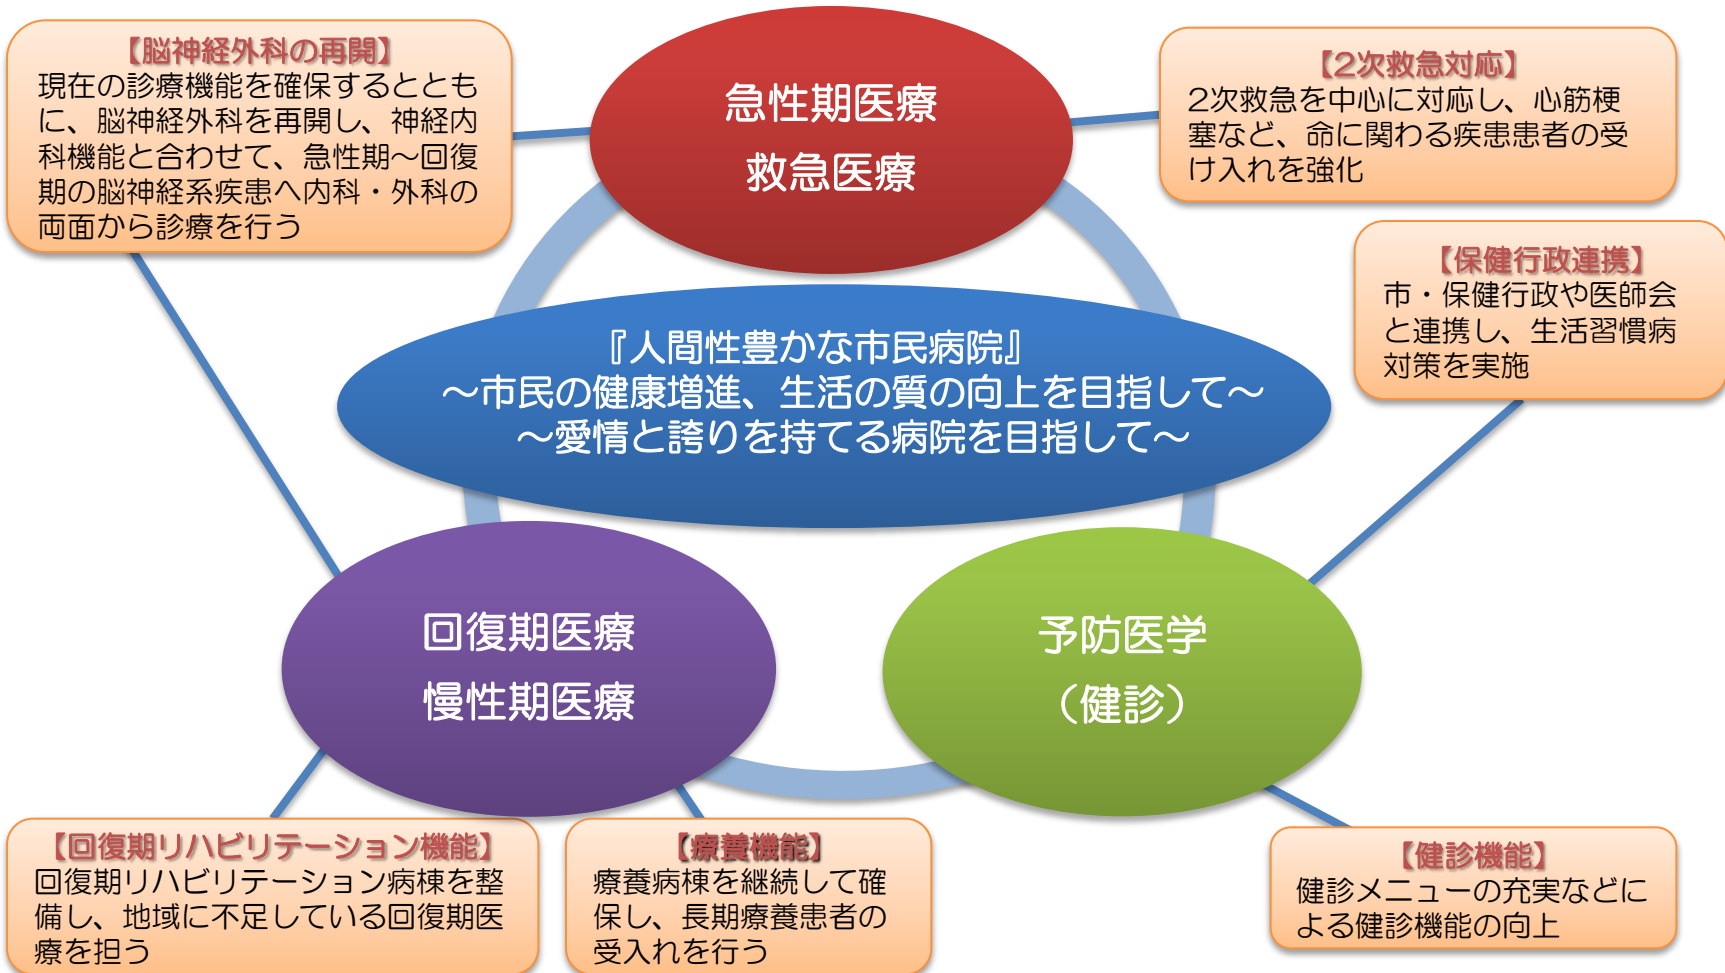 【脳神経外科の再開】
現在の診療機能を確保するととも
に、脳神経外科を再開し、神経内
科機能と合わせて、急性期～回復
期の脳神経系疾患へ内科・外科の
両面から診療を行う
急性期医療
救急医療
【2次救急対応】
2次救急を中心に対応し、心筋梗
塞など、命に関わる疾患患者の受
け入れを強化
【保健行政連携】
市・保健行政や医師会
と連携し、生活習慣病
対策を実施
『人間性豊かな市民病院』
～市民の健康増進、生活の質の向上を目指して～
～愛情と誇りを持てる病院を目指して～
回復期医療
慢性期医療
予防医学
（健診）
【回復期リハビリテーション機能】
回復期リハビリテーション病棟を整
備し、地域に不足している回復期医
療を担う
【療養機能】
療養病棟を継続して確
保し、長期療養患者の
受入れを行う
【健診機能】
健診メニューの充実などに
よる健診機能の向上